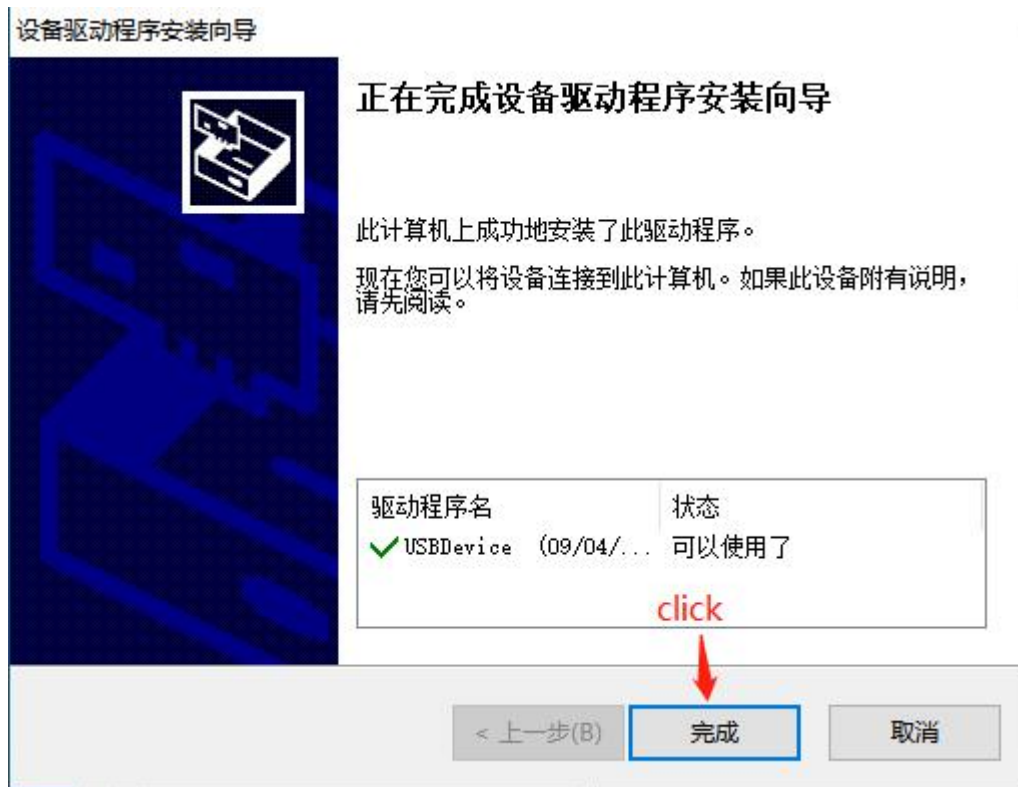 设备驱动程序安装向导
正在完成设备驱动程序安装向导
此计算机上成功地安装了此驱动程序。
现在您可以将设备连接到此计算机。如果此设备附有说明，
请先阅读。
驱动程序名 状态
USBDevice (09/04/... 可以使用了
click
< 上一步(B) 完成 取消